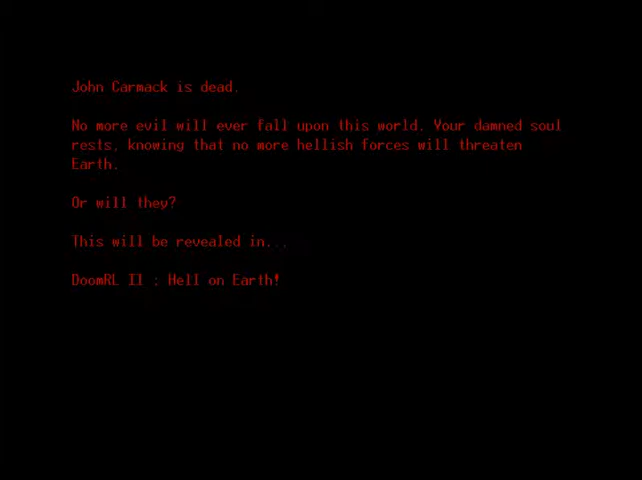 John Carmack is dead.
No more evil will ever fall upon this world. Your damned soul
rests, knowing that no more hellish forces will threaten
Earth.
Or will they?
This will be revealed in...
DoomRL II : Hell on Earth!